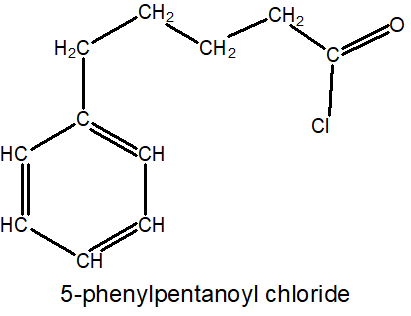 CH2
H2C
CH2
CH2
O
C
Cl
C
HC
CH
HC
CH
CH
5-phenylpentanoyl chloride